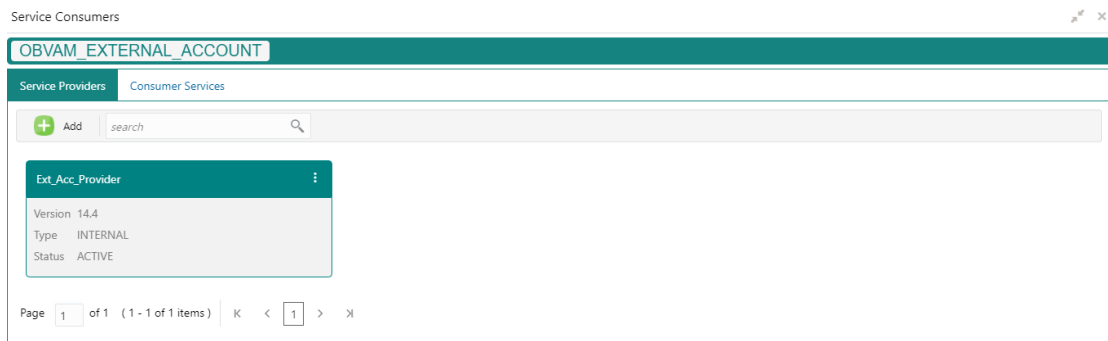 Service Consumers
OBVAM_EXTERNAL_ACCOUNT
Service Providers Consumer Services
Add search
Ext_Acc_Provider
Version 14.4
Type INTERNAL
Status ACTIVE
Page 1 of 1 ( 1 - 1 of 1 items ) 1